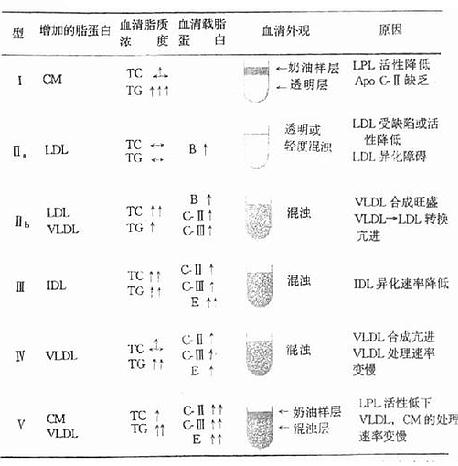 型 增加的脂蛋白 血清脂质浓度 血清载脂蛋白 血清外观 原因
I CM TC ↔ ←奶油样层 LPL 活性降低
TG ↑↑↑ ←透明层 Apo C-Ⅱ缺乏
Ⅱa LDL TC ↔ B ↑ 透明或 LDL 受缺陷或活
TG ↔ 轻度混浊 性降低
LDL 异化障碍
Ⅱb LDL TC ↑↑ B ↑ 混浊 VLDL 合成旺盛
VLDL TG ↑ C-Ⅱ ↑ VLDL→LDL 转换
C-Ⅲ ↑ 亢进
Ⅲ IDL TC ↑↑ C-Ⅱ ↑ 混浊 IDL 异化速率降低
TG ↑↑ C-Ⅲ ↑
E ↑↑
Ⅳ VLDL TC C-Ⅱ ↑ 混浊 VLDL 合成亢进
TG ↑↑ C-Ⅲ ↑ VLDL 处理速率
E ↑ 变慢
V CM TC ↑ C-Ⅱ ↑↑ ←奶油样层 LPL 活性低下
VLDL TG ↑↑ C-Ⅲ ↑↑ ←混浊层 VLDL，CM 的处理
E ↑↑ 速率变慢